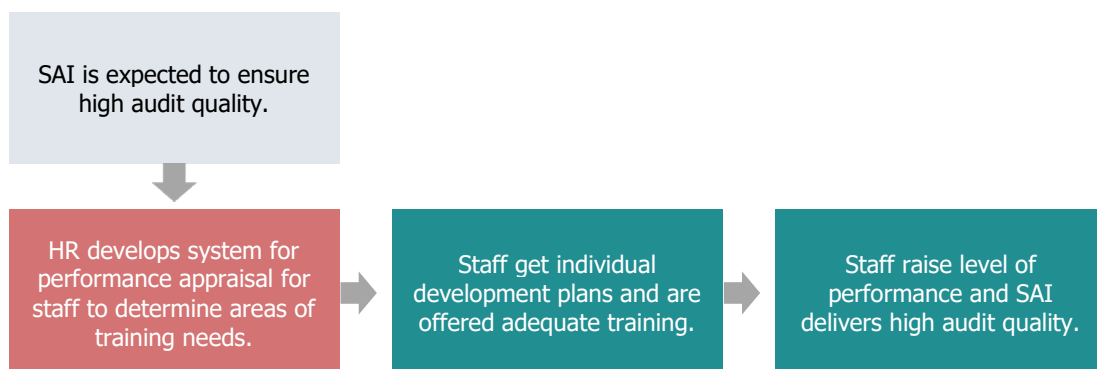 SAI is expected to ensure
high audit quality.
HR develops system for
performance appraisal for
staff to determine areas of
training needs.
Staff get individual
development plans and are
offered adequate training.
Staff raise level of
performance and SAI
delivers high audit quality.